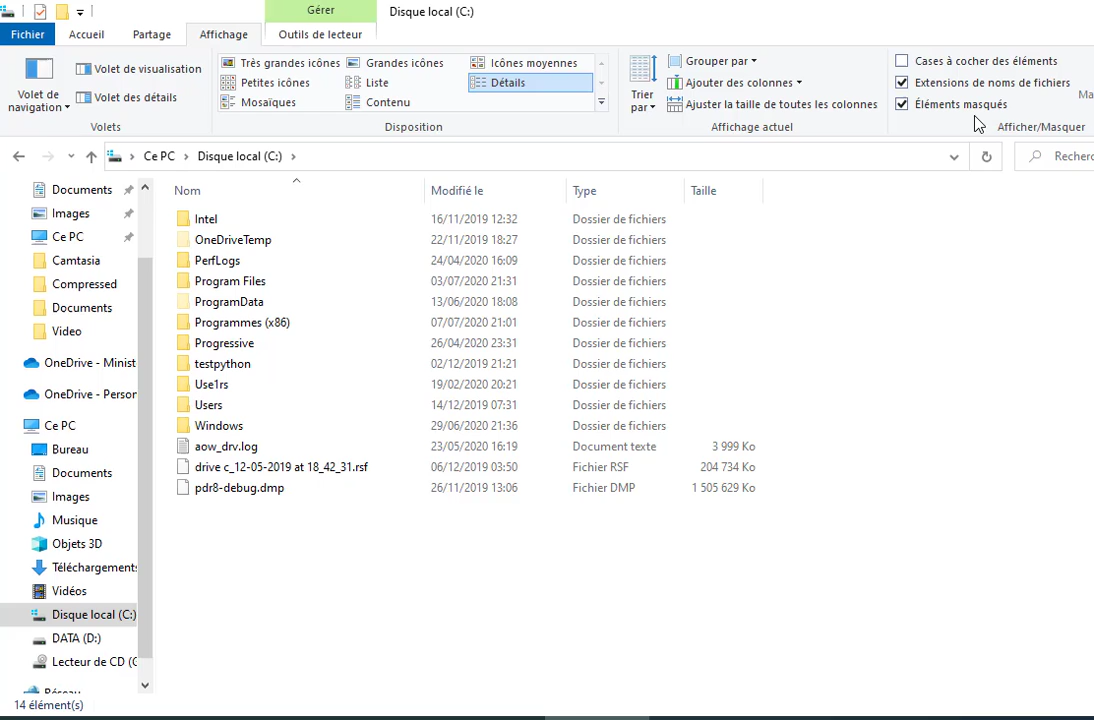 Gérer
Disque local (C:)
Fichier
Accueil
Partage
Affichage
Outils de lecteur
Volet de navigation
Volet de visualisation
Volet des détails
Volets
Très grandes icônes
Grandes icônes
Icônes moyennes
Petites icônes
Liste
Détails
Mosaïques
Contenu
Disposition
Trier par
Grouper par
Ajouter des colonnes
Ajuster la taille de toutes les colonnes
Affichage actuel
Cases à cocher des éléments
Extensions de noms de fichiers
Éléments masqués
Afficher/Masquer
Ce PC > Disque local (C:) >
Nom Modifié le Type Taille
Documents
Images
Ce PC
Camtasia
Compressed
Documents
Video
OneDrive - Minist
OneDrive - Person
Ce PC
Bureau
Documents
Images
Musique
Objets 3D
Téléchargements
Vidéos
Disque local (C:)
DATA (D:)
Lecteur de CD (G
Réseau
Intel 16/11/2019 12:32 Dossier de fichiers
OneDriveTemp 22/11/2019 18:27 Dossier de fichiers
PerfLogs 24/04/2020 16:09 Dossier de fichiers
Program Files 03/07/2020 21:31 Dossier de fichiers
ProgramData 13/06/2020 18:08 Dossier de fichiers
Programmes (x86) 07/07/2020 21:01 Dossier de fichiers
Progressive 26/04/2020 23:31 Dossier de fichiers
testpython 02/12/2019 21:21 Dossier de fichiers
Use1rs 19/02/2020 20:21 Dossier de fichiers
Users 14/12/2019 07:31 Dossier de fichiers
Windows 29/06/2020 21:36 Dossier de fichiers
aow_drv.log 23/05/2020 16:19 Document texte 3 999 Ko
drive c_12-05-2019 at 18_42_31.rsf 06/12/2019 03:50 Fichier RSF 204 734 Ko
pdr8-debug.dmp 26/11/2019 13:06 Fichier DMP 1 505 629 Ko
14 élément(s)